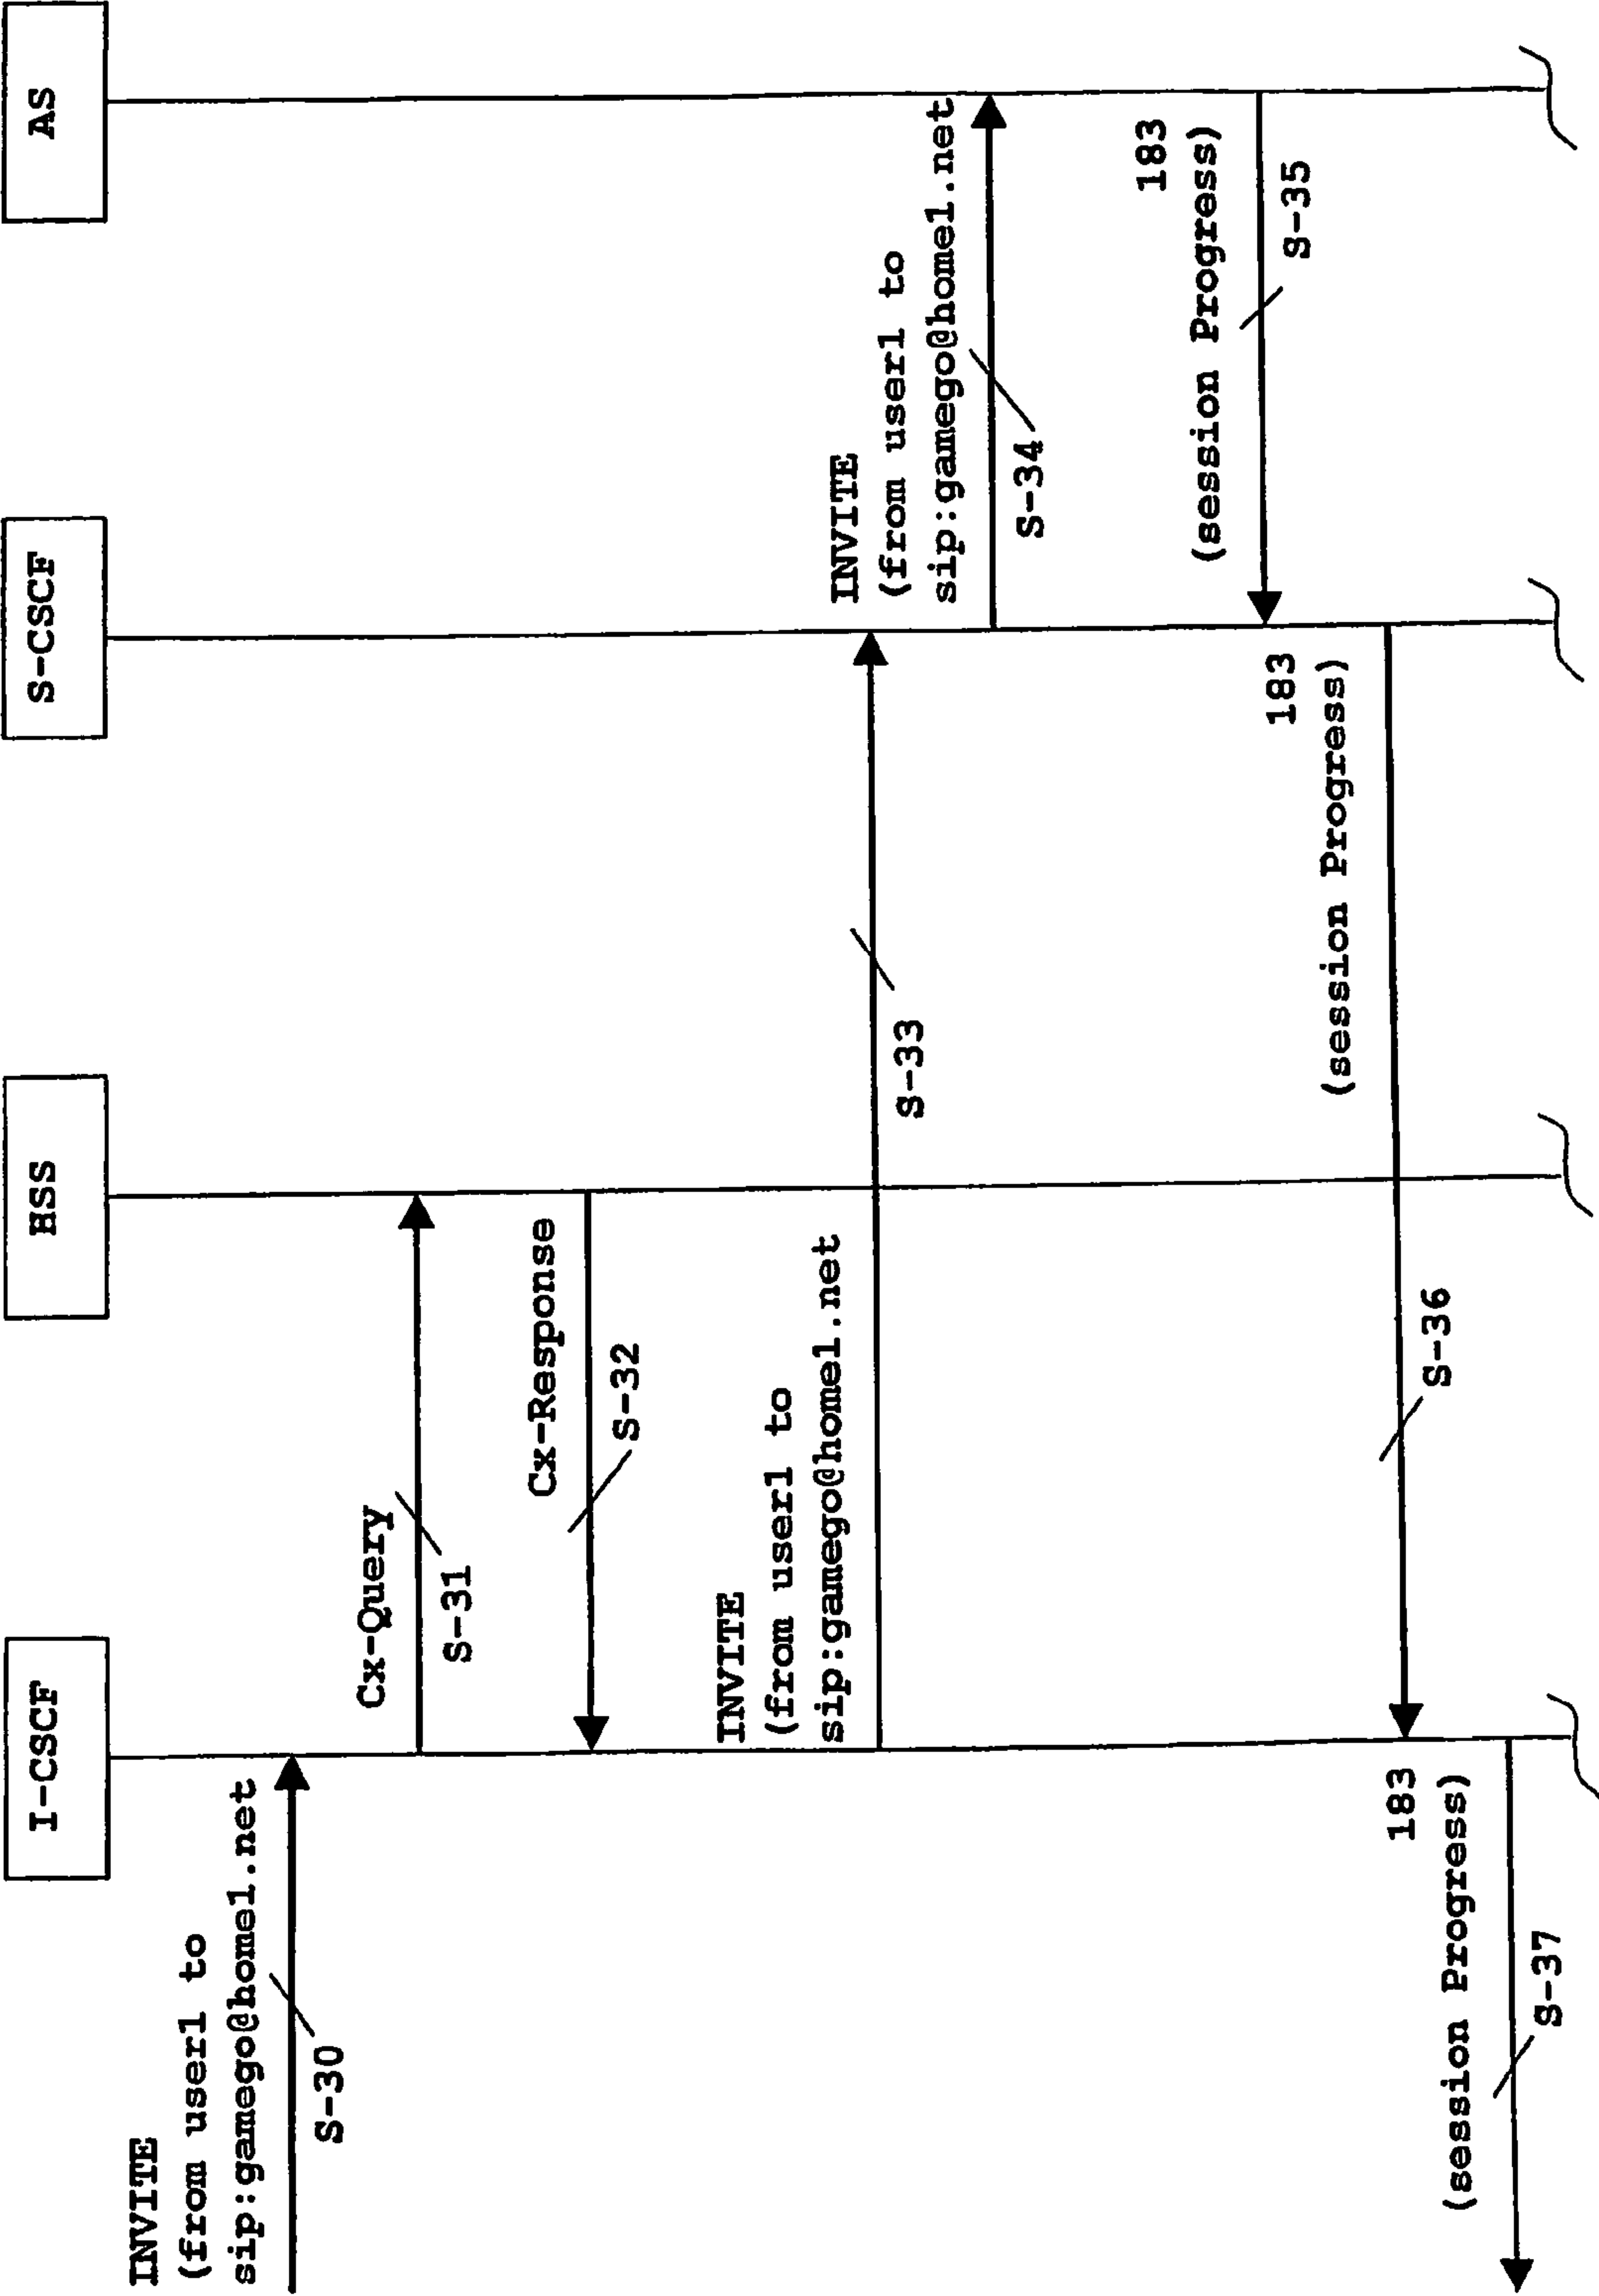 I-CSCF
HSS
S-CSCF
AS
INVITE
(from user1 to
sip:gamego@home1.net
S-30
Cx-Query
S-31
Cx-Response
S-32
INVITE
(from user1 to
sip:gamego@home1.net
S-33
INVITE
(from user1 to
sip:gamego@home1.net
S-34
183
(session Progress)
S-35
183
(session Progress)
S-36
183
(session Progress)
S-37